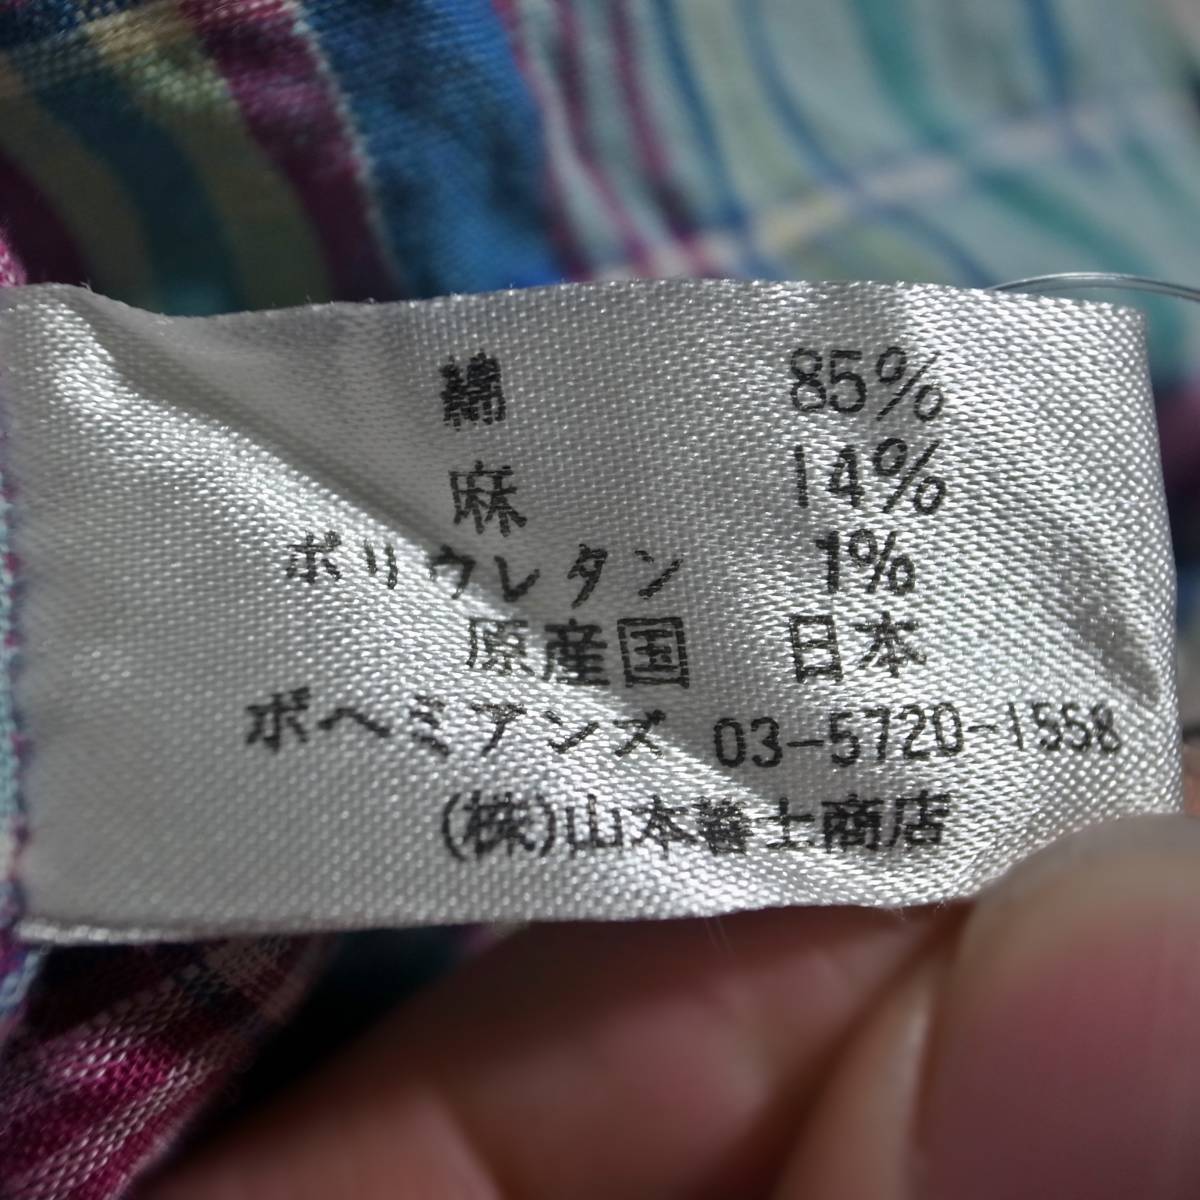 綿 85%
麻 14%
ポリウレタン 1%
原産国 日本
ボヘミアンズ 03-5720-1558
(株)山本善士商店